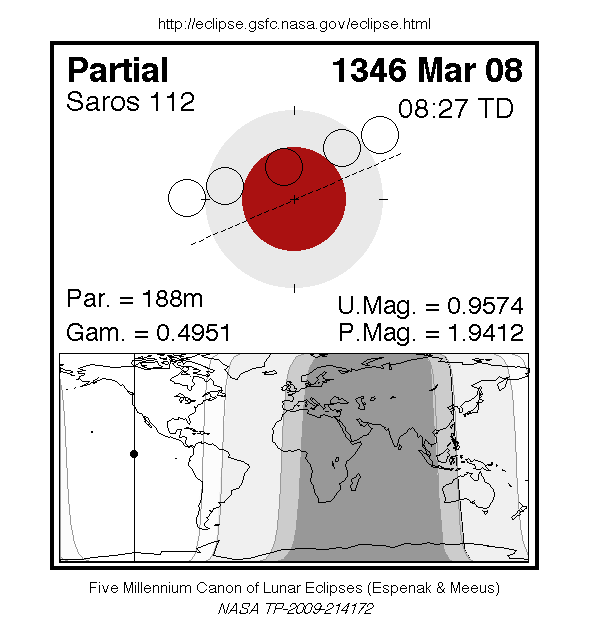 http://eclipse.gsfc.nasa.gov/eclipse.html
Partial 1346 Mar 08
Saros 112 08:27 TD
Par. = 188m U.Mag. = 0.9574
Gam. = 0.4951 P.Mag. = 1.9412
Five Millennium Canon of Lunar Eclipses (Espenak & Meeus)
NASA TP-2009-214172